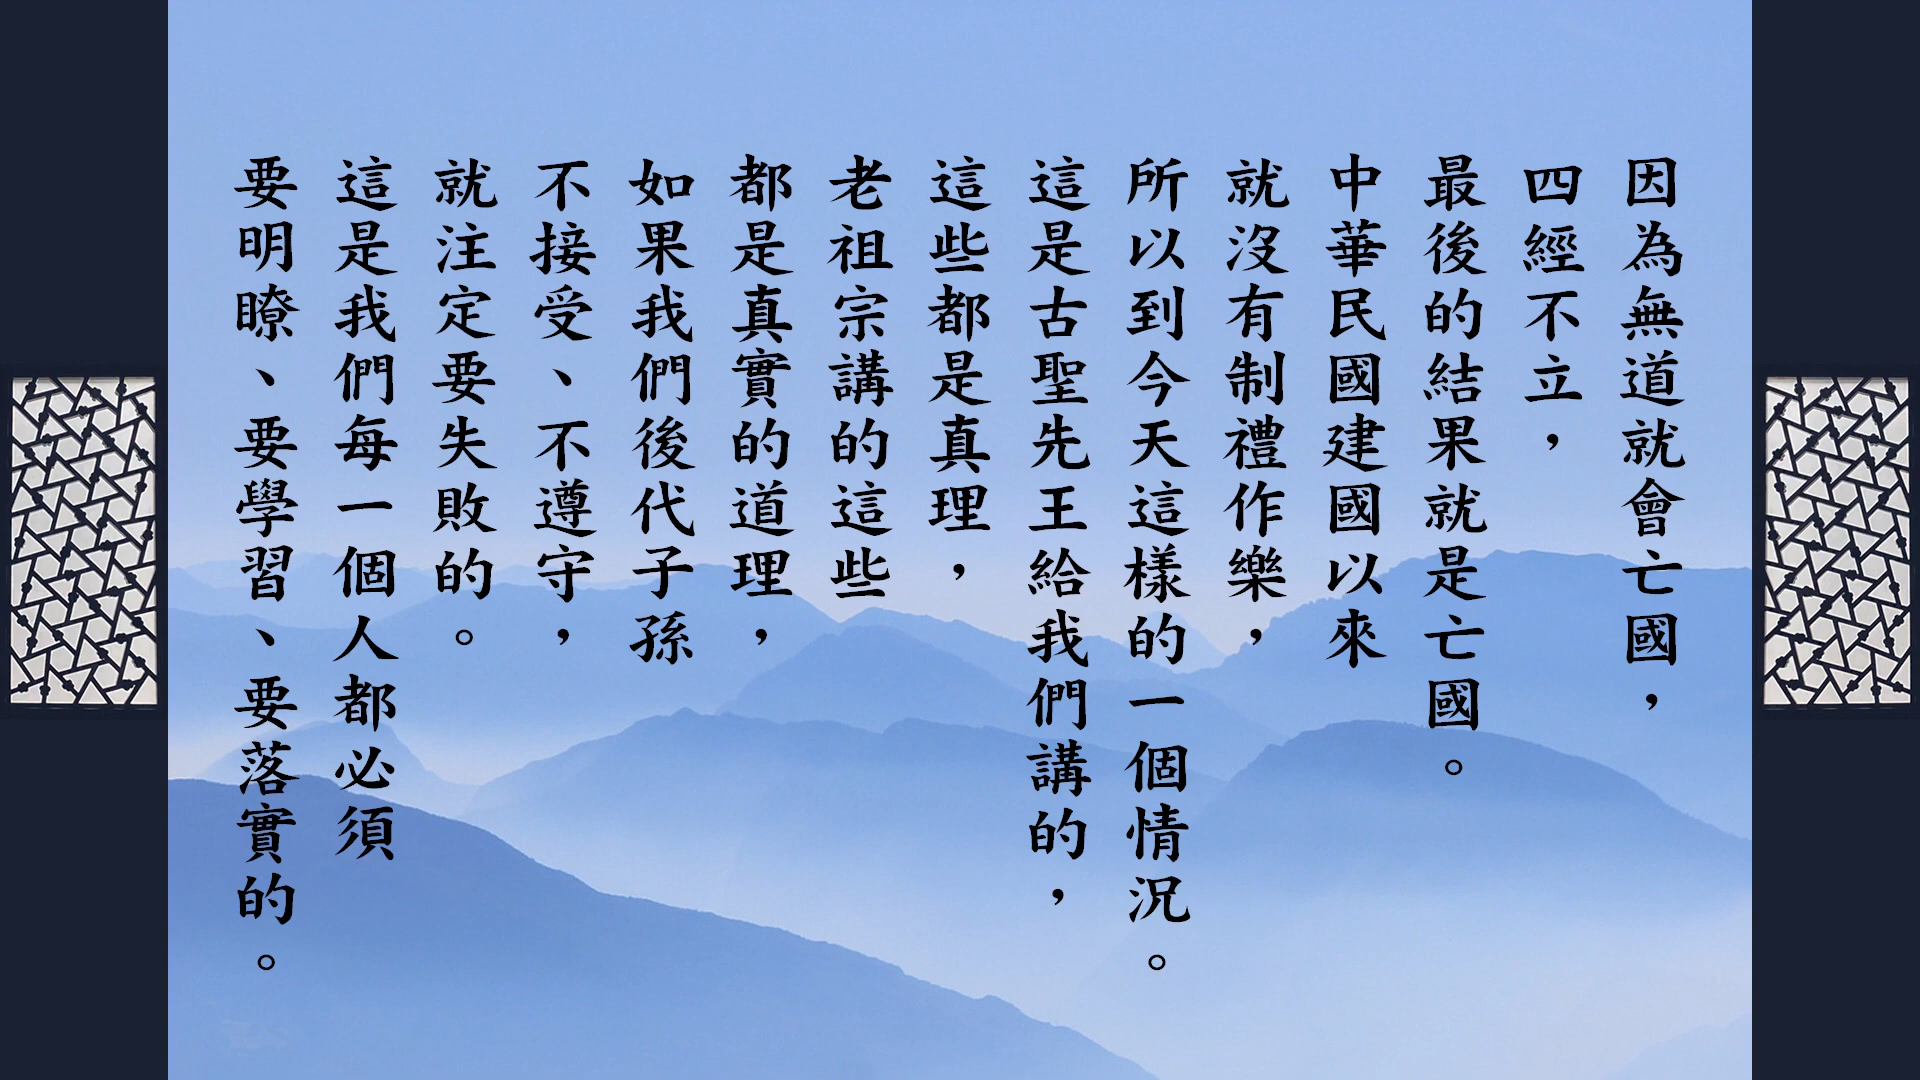 因為無道就會亡國，
四經不立，
最後的結果就是亡國。
中華民國建國以來
就沒有制禮作樂，
所以到今天這樣的一個情況。
這是古聖先王給我們講的，
這些都是真理，
老祖宗講的這些
都是真實的道理，
如果我們後代子孫
不接受、不遵守，
就注定要失敗的。
這是我們每一個人都必須
要明瞭、要學習、要落實的。